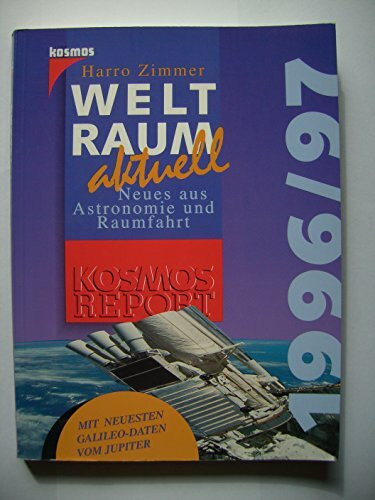 kosmos
Harro Zimmer
WELT
RAUM
aktuell
Neues aus
Astronomie und
Raumfahrt
KOSMOS
REPORT
1996/97
MIT NEUESTEN
GALILEO-DATEN
VOM JUPITER